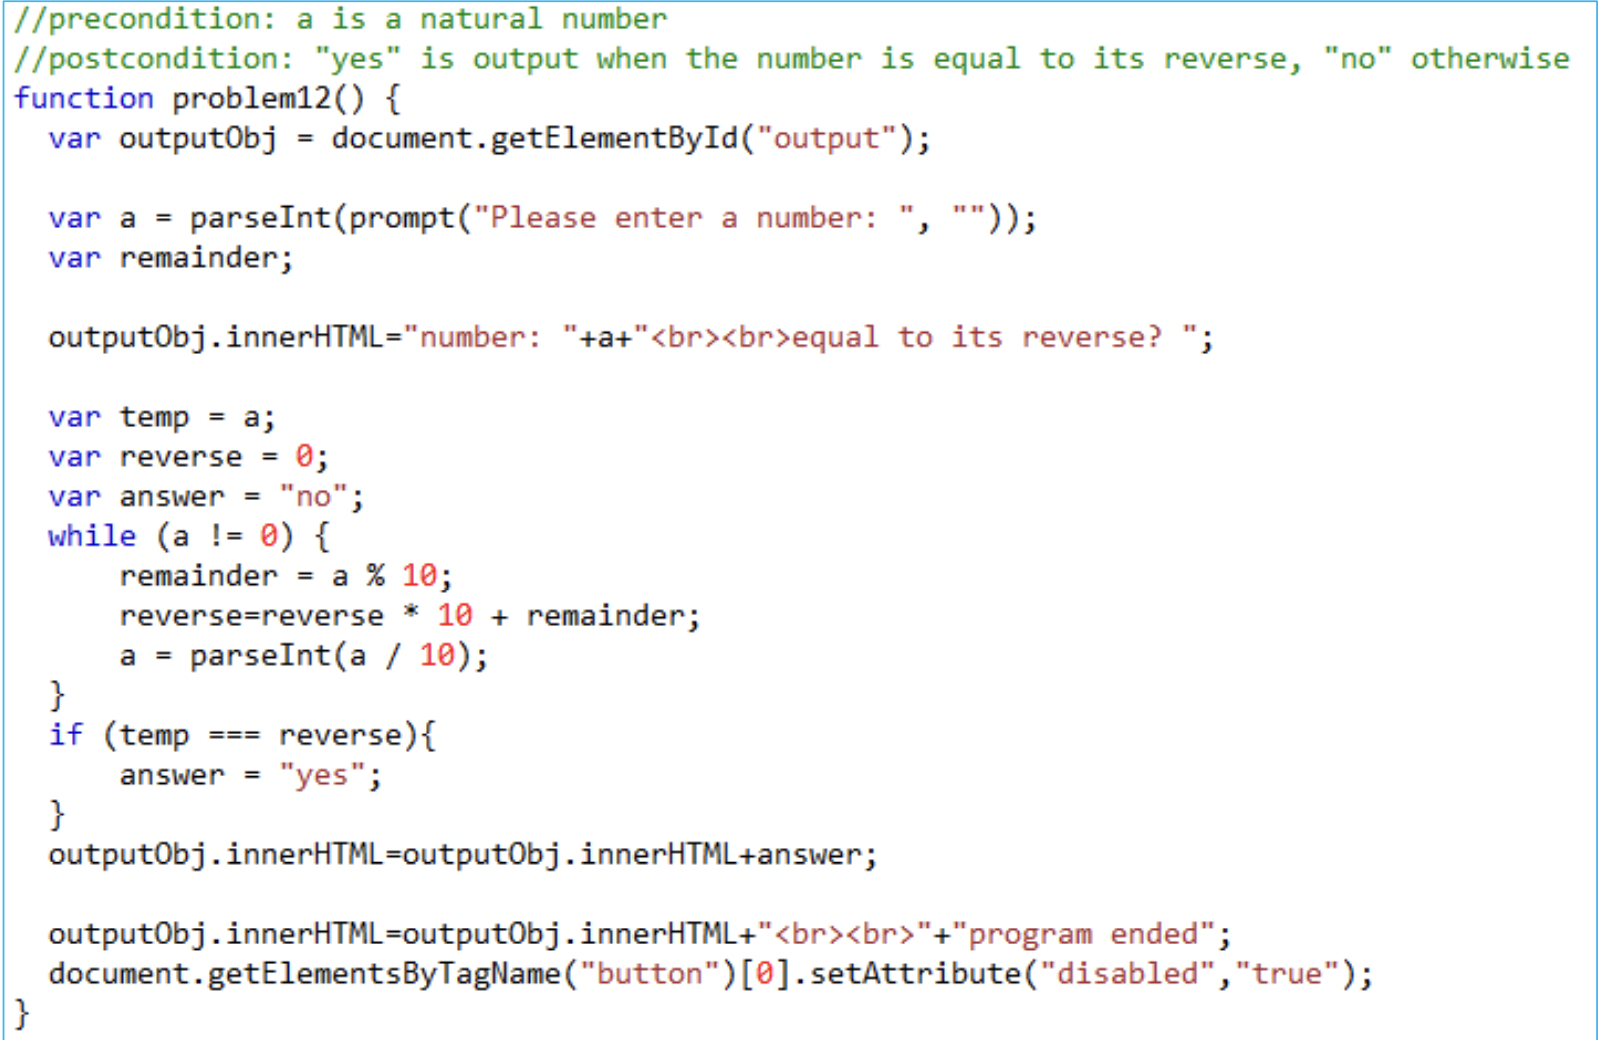 //precondition: a is a natural number
//postcondition: "yes" is output when the number is equal to its reverse, "no" otherwise
function problem12() {
  var outputObj = document.getElementById("output");

  var a = parseInt(prompt("Please enter a number: ", ""));
  var remainder;

  outputObj.innerHTML="number: "+a+"<br><br>equal to its reverse? ";

  var temp = a;
  var reverse = 0;
  var answer = "no";
  while (a != 0) {
      remainder = a % 10;
      reverse=reverse * 10 + remainder;
      a = parseInt(a / 10);
  }
  if (temp === reverse){
      answer = "yes";
  }
  outputObj.innerHTML=outputObj.innerHTML+answer;

  outputObj.innerHTML=outputObj.innerHTML+"<br><br>"+"program ended";
  document.getElementsByTagName("button")[0].setAttribute("disabled","true");
}